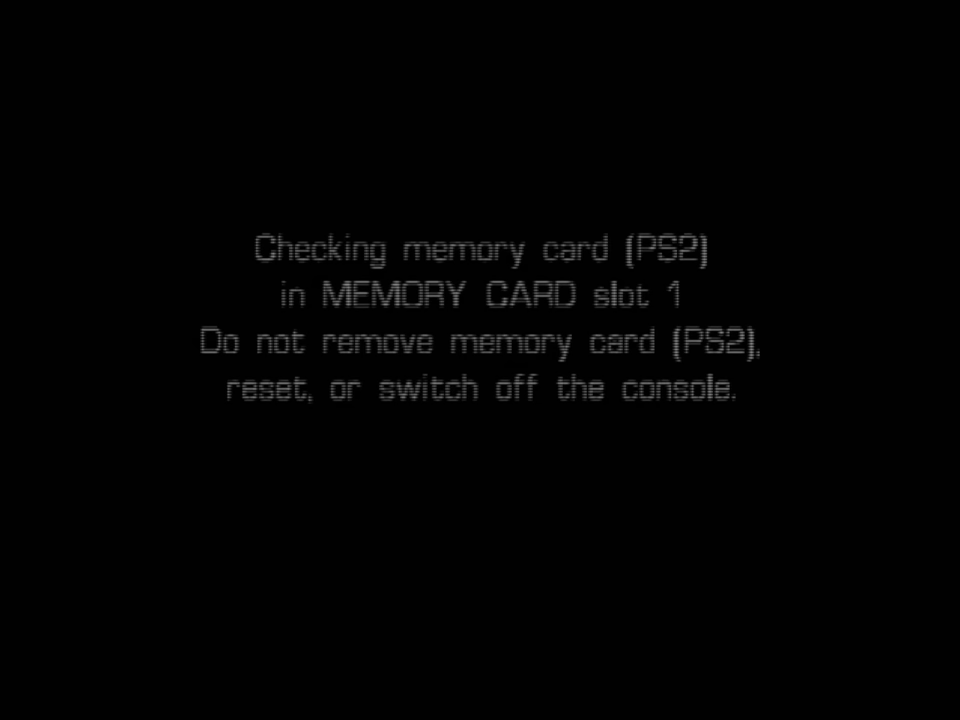 Checking memory card (PS2)
in MEMORY CARD slot 1
Do not remove memory card (PS2),
reset, or switch off the console.